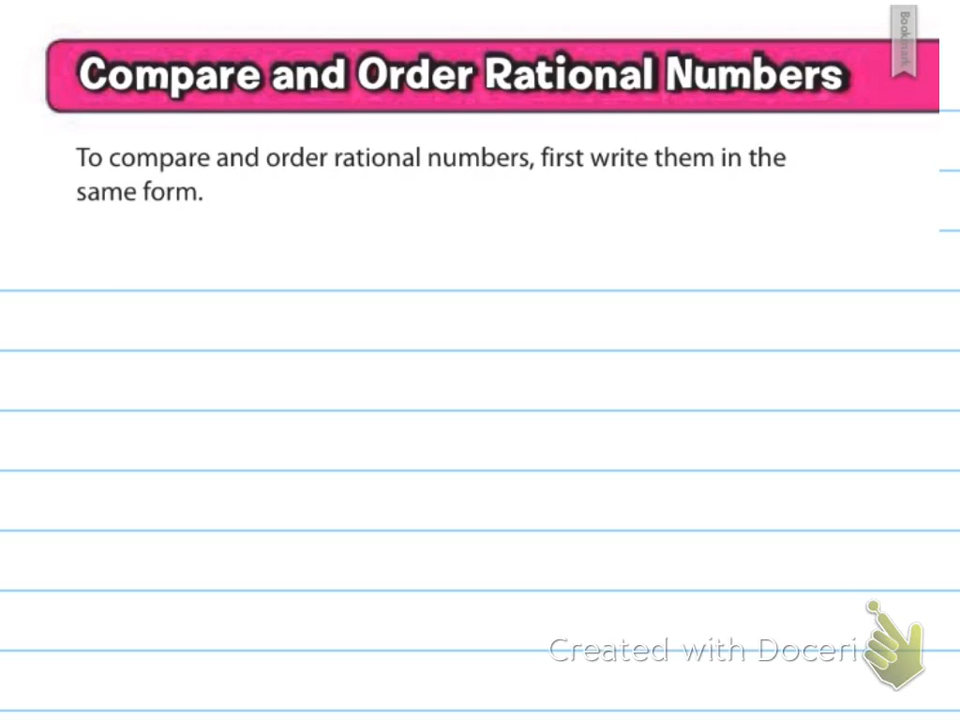 Bookmark
Compare and Order Rational Numbers
To compare and order rational numbers, first write them in the
same form.
Created with Doceri